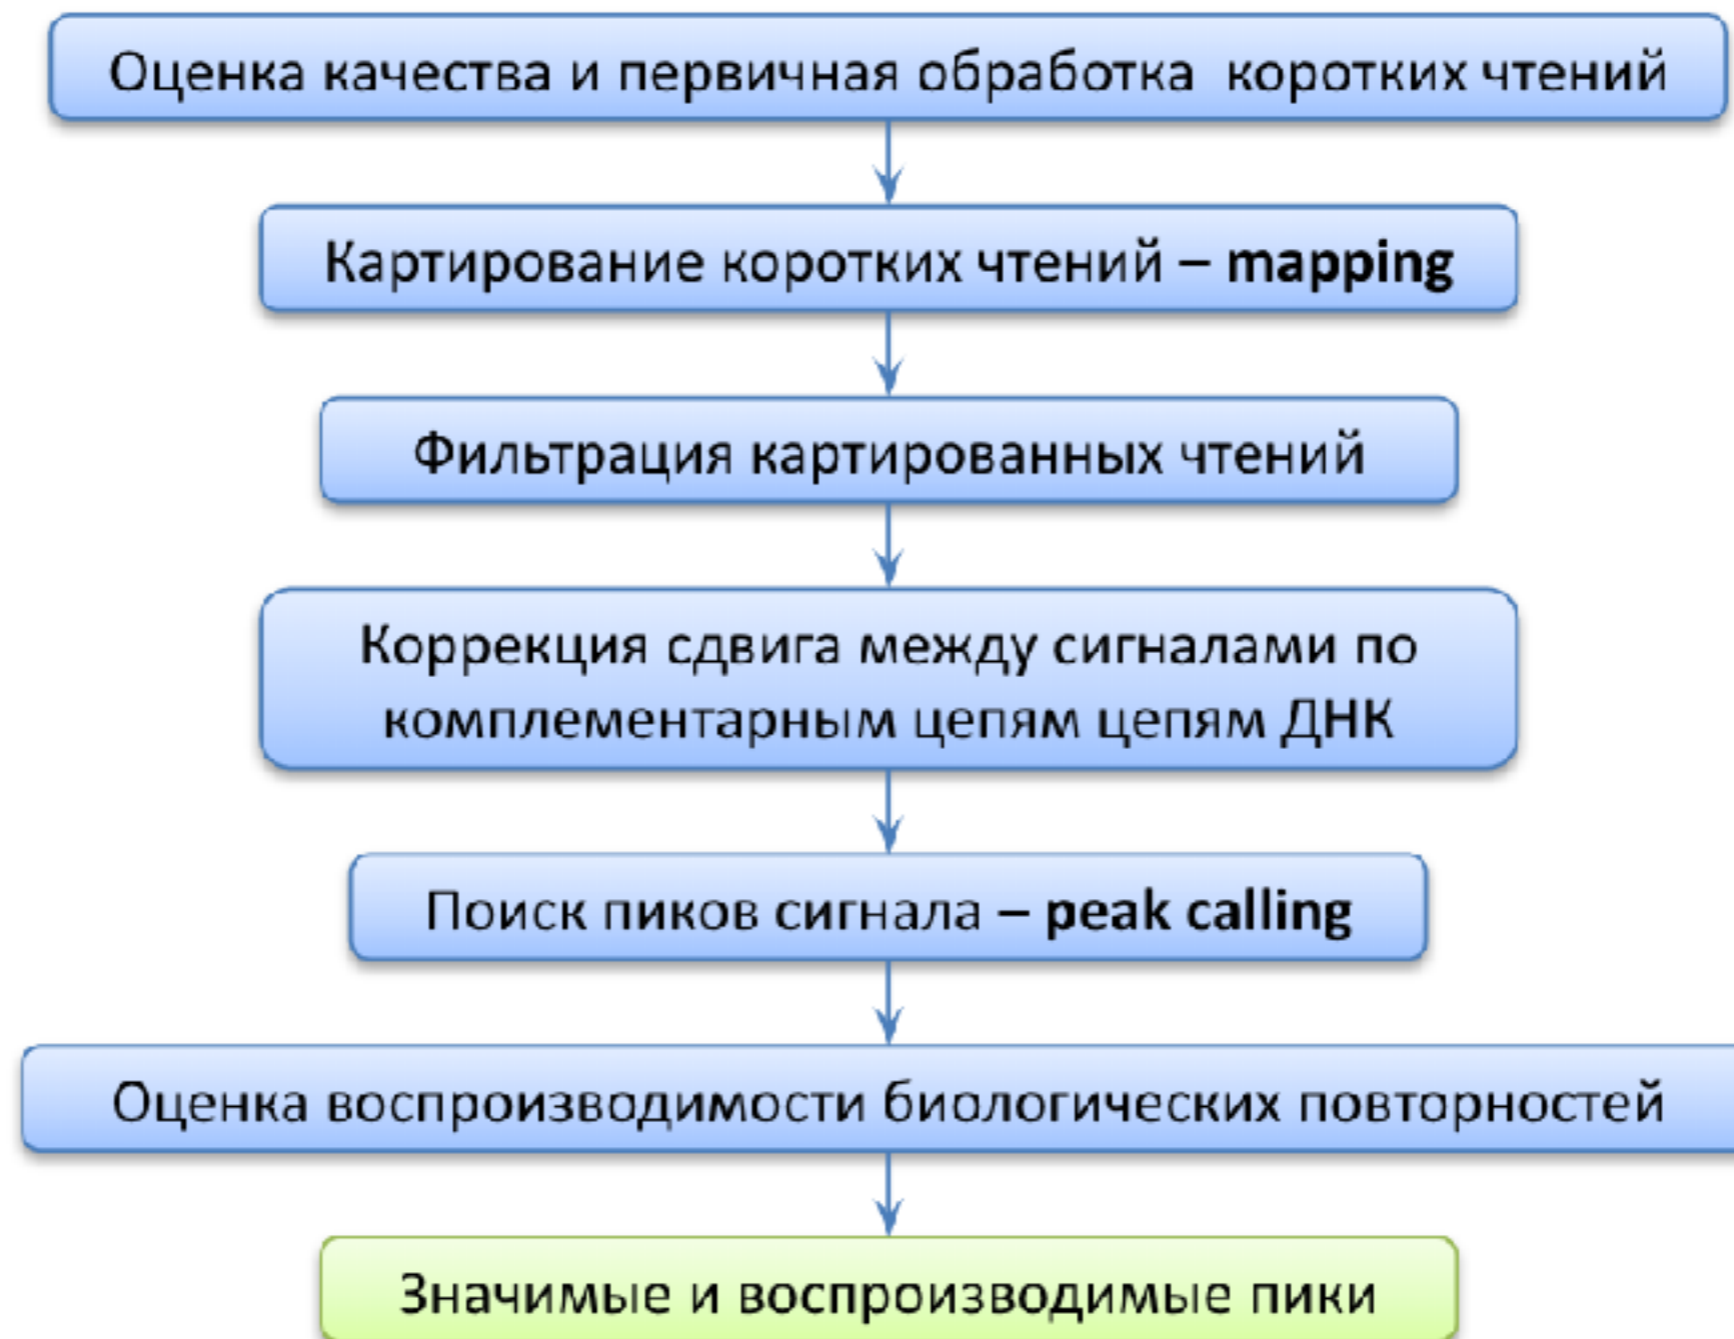 Оценка качества и первичная обработка коротких чтений
Картирование коротких чтений – mapping
Фильтрация картированных чтений
Коррекция сдвига между сигналами по
комплементарным цепям цепям ДНК
Поиск пиков сигнала – peak calling
Оценка воспроизводимости биологических повторностей
Значимые и воспроизводимые пики